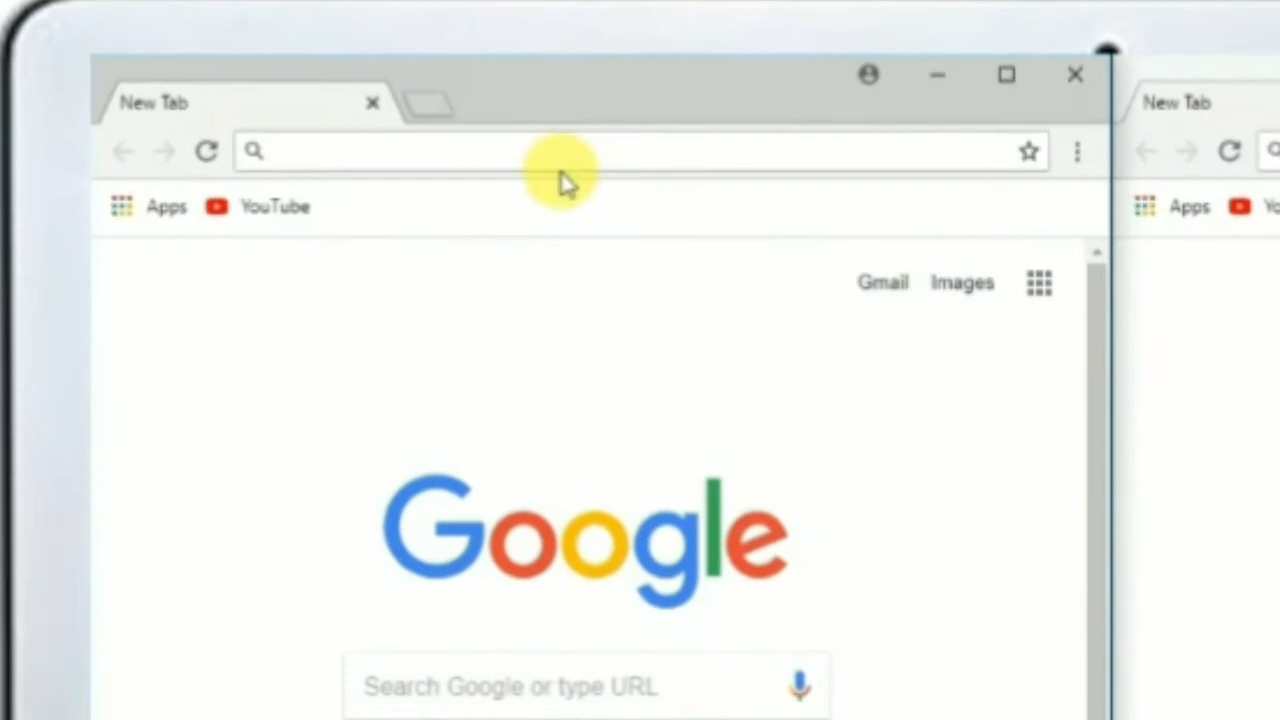 New Tab
New Tab
Apps YouTube
Apps
Gmail Images
Google
Search Google or type URL